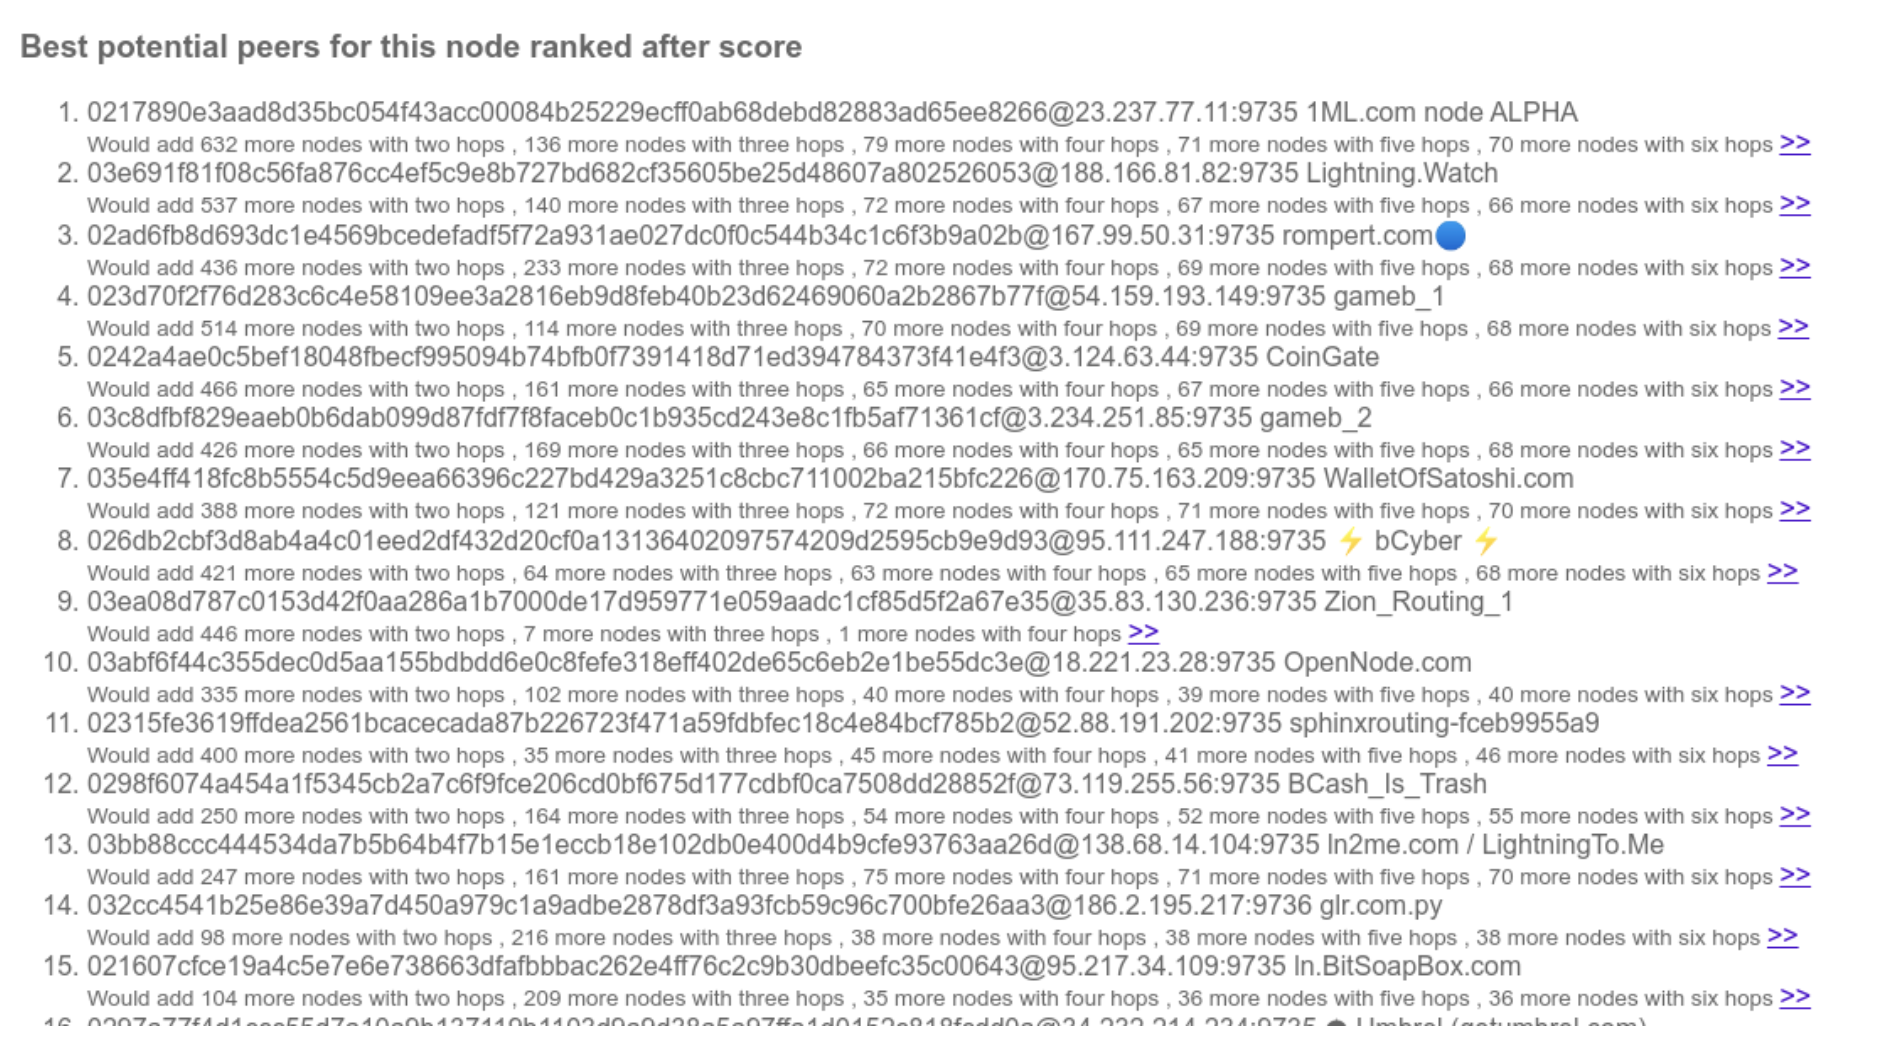 Best potential peers for this node ranked after score
1. 0217890e3aad8d35bc054f43acc00084b25229ecff0ab68debd82883ad65ee8266@23.237.77.11:9735 1ML.com node ALPHA
Would add 632 more nodes with two hops , 136 more nodes with three hops , 79 more nodes with four hops , 71 more nodes with five hops , 70 more nodes with six hops >>
2. 03e691f81f08c56fa876cc4ef5c9e8b727bd682cf35605be25d48607a802526053@188.166.81.82:9735 Lightning.Watch
Would add 537 more nodes with two hops , 140 more nodes with three hops , 72 more nodes with four hops , 67 more nodes with five hops , 66 more nodes with six hops >>
3. 02ad6fb8d693dc1e4569bcedefadf5f72a931ae027dc0f0c544b34c1c6f3b9a02b@167.99.50.31:9735 rompert.com🔵
Would add 436 more nodes with two hops , 233 more nodes with three hops , 72 more nodes with four hops , 69 more nodes with five hops , 68 more nodes with six hops >>
4. 023d70f2f76d283c6c4e58109ee3a2816eb9d8feb40b23d62469060a2b2867b77f@54.159.193.149:9735 gameb_1
Would add 514 more nodes with two hops , 114 more nodes with three hops , 70 more nodes with four hops , 69 more nodes with five hops , 68 more nodes with six hops >>
5. 0242a4ae0c5bef18048fbecf995094b74bfb0f7391418d71ed394784373f41e4f3@3.124.63.44:9735 CoinGate
Would add 466 more nodes with two hops , 161 more nodes with three hops , 65 more nodes with four hops , 67 more nodes with five hops , 66 more nodes with six hops >>
6. 03c8dfbf829eaeb0b6dab099d87fdf7f8faceb0c1b935cd243e8c1fb5af71361cf@3.234.251.85:9735 gameb_2
Would add 426 more nodes with two hops , 169 more nodes with three hops , 66 more nodes with four hops , 65 more nodes with five hops , 68 more nodes with six hops >>
7. 035e4ff418fc8b5554c5d9eea66396c227bd429a3251c8cbc711002ba215bfc226@170.75.163.209:9735 WalletOfSatoshi.com
Would add 388 more nodes with two hops , 121 more nodes with three hops , 72 more nodes with four hops , 71 more nodes with five hops , 70 more nodes with six hops >>
8. 026db2cbf3d8ab4a4c01eed2df432d20cf0a13136402097574209d2595cb9e9d93@95.111.247.188:9735 ⚡ bCyber ⚡
Would add 421 more nodes with two hops , 64 more nodes with three hops , 63 more nodes with four hops , 65 more nodes with five hops , 68 more nodes with six hops >>
9. 03ea08d787c0153d42f0aa286a1b7000de17d959771e059aadc1cf85d5f2a67e35@35.83.130.236:9735 Zion_Routing_1
Would add 446 more nodes with two hops , 7 more nodes with three hops , 1 more nodes with four hops >>
10. 03abf6f44c355dec0d5aa155bdbdd6e0c8fefe318eff402de65c6eb2e1be55dc3e@18.221.23.28:9735 OpenNode.com
Would add 335 more nodes with two hops , 102 more nodes with three hops , 40 more nodes with four hops , 39 more nodes with five hops , 40 more nodes with six hops >>
11. 02315fe3619ffdea2561bcacecada87b226723f471a59fdbfec18c4e84bcf785b2@52.88.191.202:9735 sphinxrouting-fceb9955a9
Would add 400 more nodes with two hops , 35 more nodes with three hops , 45 more nodes with four hops , 41 more nodes with five hops , 46 more nodes with six hops >>
12. 0298f6074a454a1f5345cb2a7c6f9fce206cd0bf675d177cdbf0ca7508dd28852f@73.119.255.56:9735 BCash_Is_Trash
Would add 250 more nodes with two hops , 164 more nodes with three hops , 54 more nodes with four hops , 52 more nodes with five hops , 55 more nodes with six hops >>
13. 03bb88ccc444534da7b5b64b4f7b15e1eccb18e102db0e400d4b9cfe93763aa26d@138.68.14.104:9735 ln2me.com / LightningTo.Me
Would add 247 more nodes with two hops , 161 more nodes with three hops , 75 more nodes with four hops , 71 more nodes with five hops , 70 more nodes with six hops >>
14. 032cc4541b25e86e39a7d450a979c1a9adbe2878df3a93fcb59c96c700bfe26aa3@186.2.195.217:9736 glr.com.py
Would add 98 more nodes with two hops , 216 more nodes with three hops , 38 more nodes with four hops , 38 more nodes with five hops , 38 more nodes with six hops >>
15. 021607cfce19a4c5e7e6e738663dfafbbbac262e4ff76c2c9b30dbeefc35c00643@95.217.34.109:9735 ln.BitSoapBox.com
Would add 104 more nodes with two hops , 209 more nodes with three hops , 35 more nodes with four hops , 36 more nodes with five hops , 36 more nodes with six hops >>
16. Umbrel (getumbrel.com)